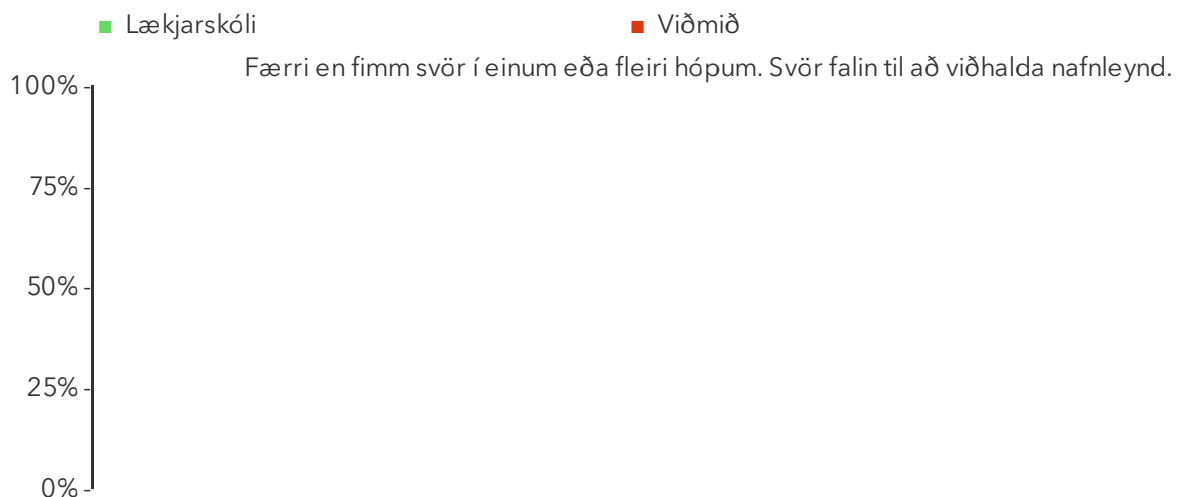 Lækjarskóli
Viðmið
Færri en fimm svör í einum eða fleiri hópum. Svör falin til að viðhalda nafnleynd.
100%
75%
50%
25%
0%